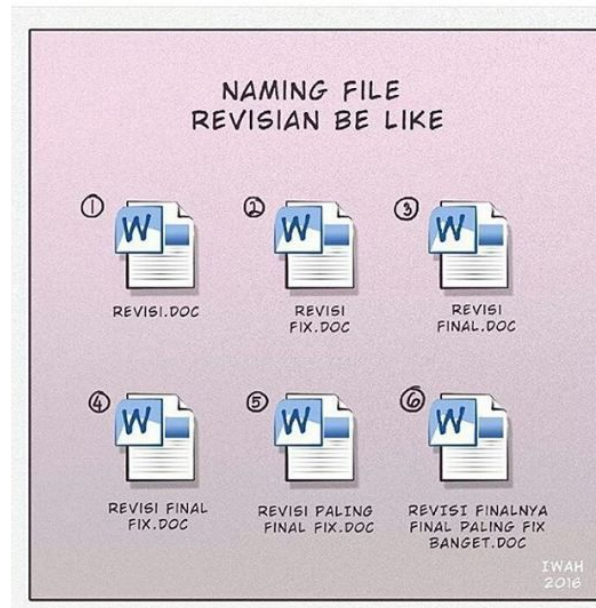 NAMING FILE
REVISIAN BE LIKE
1
W
REVISI.DOC
2
W
REVISI
FIX.DOC
3
W
REVISI
FINAL.DOC
4
W
REVISI FINAL
FIX.DOC
5
W
REVISI PALING
FINAL FIX.DOC
6
W
REVISI FINALNYA
FINAL PALING FIX
BANGET.DOC
IWAH
2016